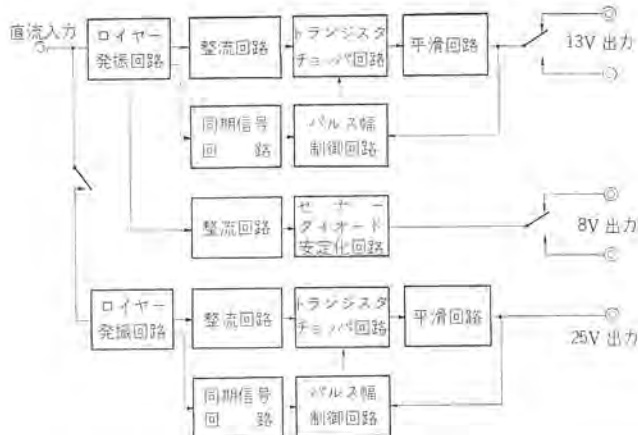 直流入力
ロイヤー
発振回路
整流回路
トランジスタ
チョッパ回路
平滑回路
13V 出力
同期信号
回 路
パルス幅
制御回路
整流回路
ゼナー
ダイオード
安定化回路
8V 出力
ロイヤー
発振回路
整流回路
トランジスタ
チョッパ回路
平滑回路
25V 出力
同期信号
回 路
パルス幅
制御回路